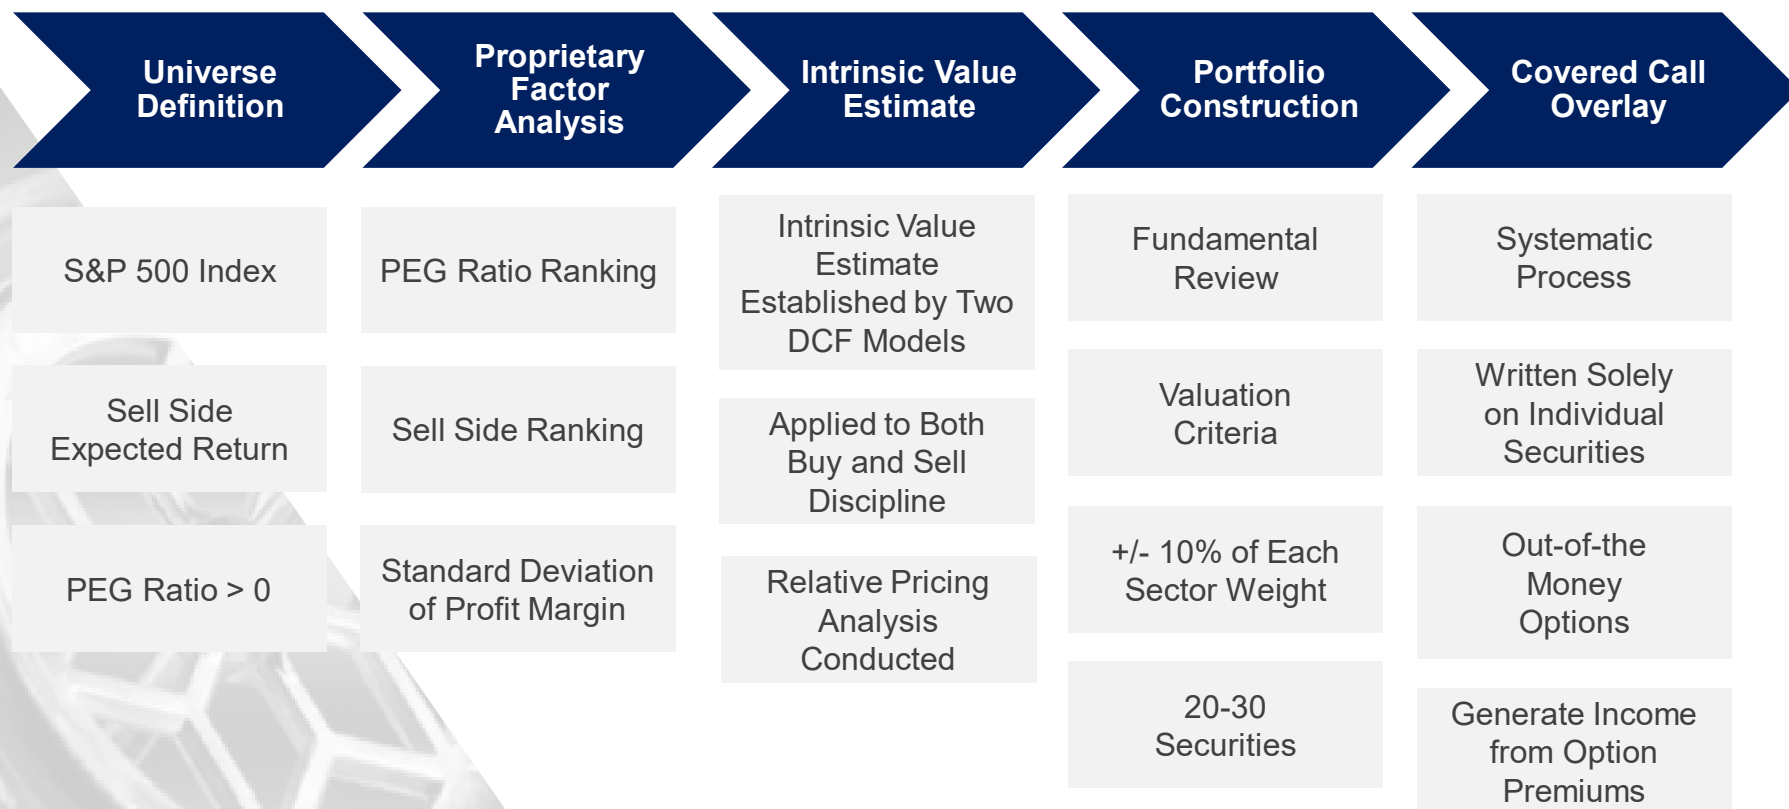 Universe
Definition
Proprietary
Factor
Analysis
Intrinsic Value
Estimate
Portfolio
Construction
Covered Call
Overlay
S&P 500 Index
Sell Side
Expected Return
PEG Ratio > 0
PEG Ratio Ranking
Sell Side Ranking
Standard Deviation
of Profit Margin
Intrinsic Value
Estimate
Established by Two
DCF Models
Applied to Both
Buy and Sell
Discipline
Relative Pricing
Analysis
Conducted
Fundamental
Review
Valuation
Criteria
+/- 10% of Each
Sector Weight
20-30
Securities
Systematic
Process
Written Solely
on Individual
Securities
Out-of-the
Money
Options
Generate Income
from Option
Premiums